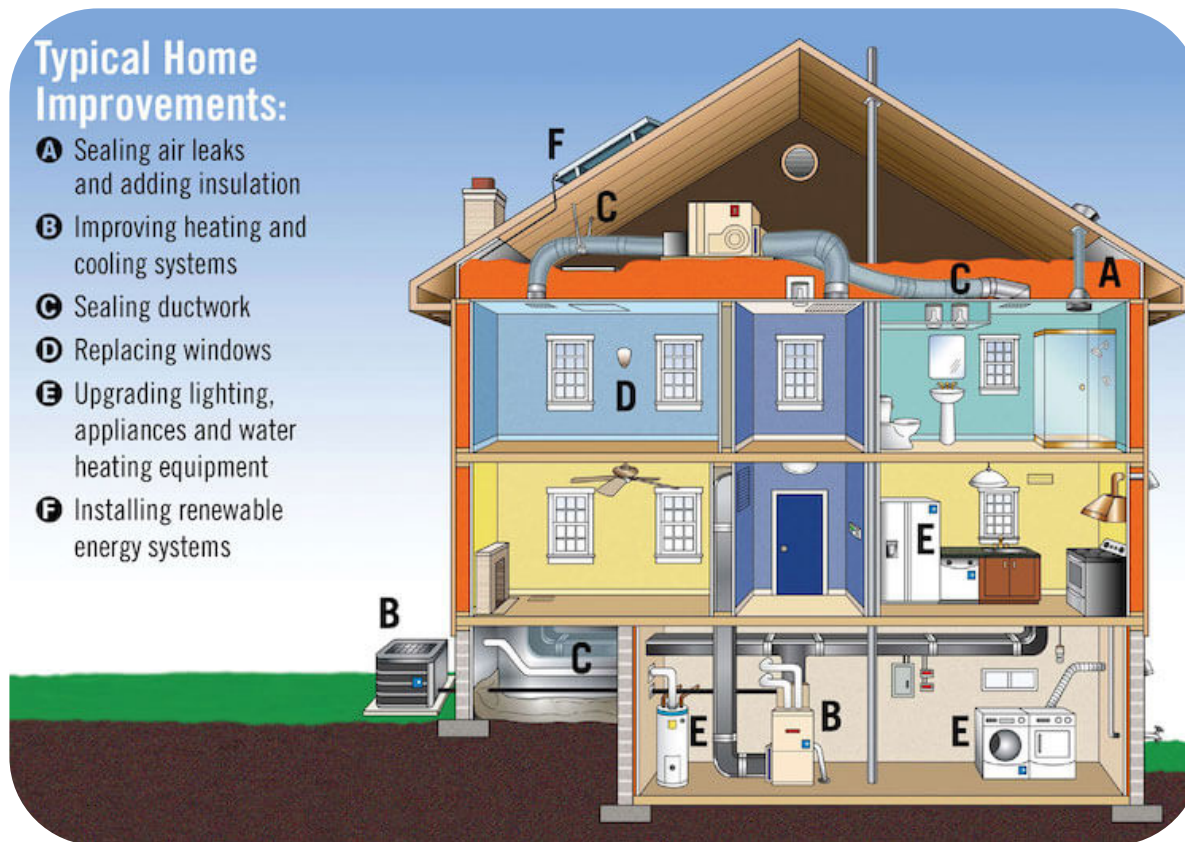 Typical Home
Improvements:
A Sealing air leaks
and adding insulation
B Improving heating and
cooling systems
C Sealing ductwork
D Replacing windows
E Upgrading lighting,
appliances and water
heating equipment
F Installing renewable
energy systems
F
C
C
A
D
E
B
C
E
B
E